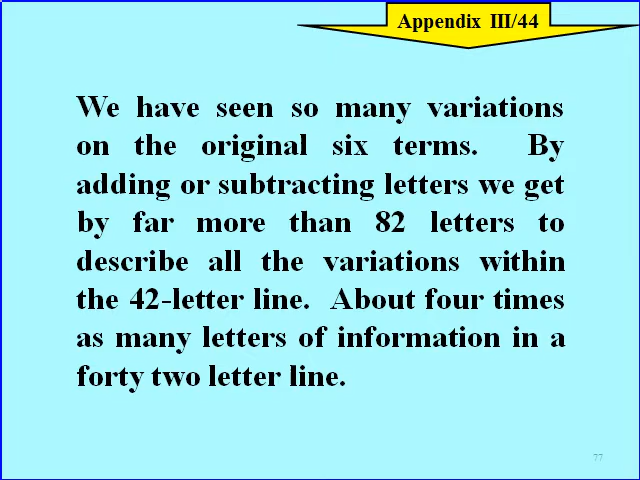 Appendix III/44
We have seen so many variations
on the original six terms. By
adding or subtracting letters we get
by far more than 82 letters to
describe all the variations within
the 42-letter line. About four times
as many letters of information in a
forty two letter line.
77